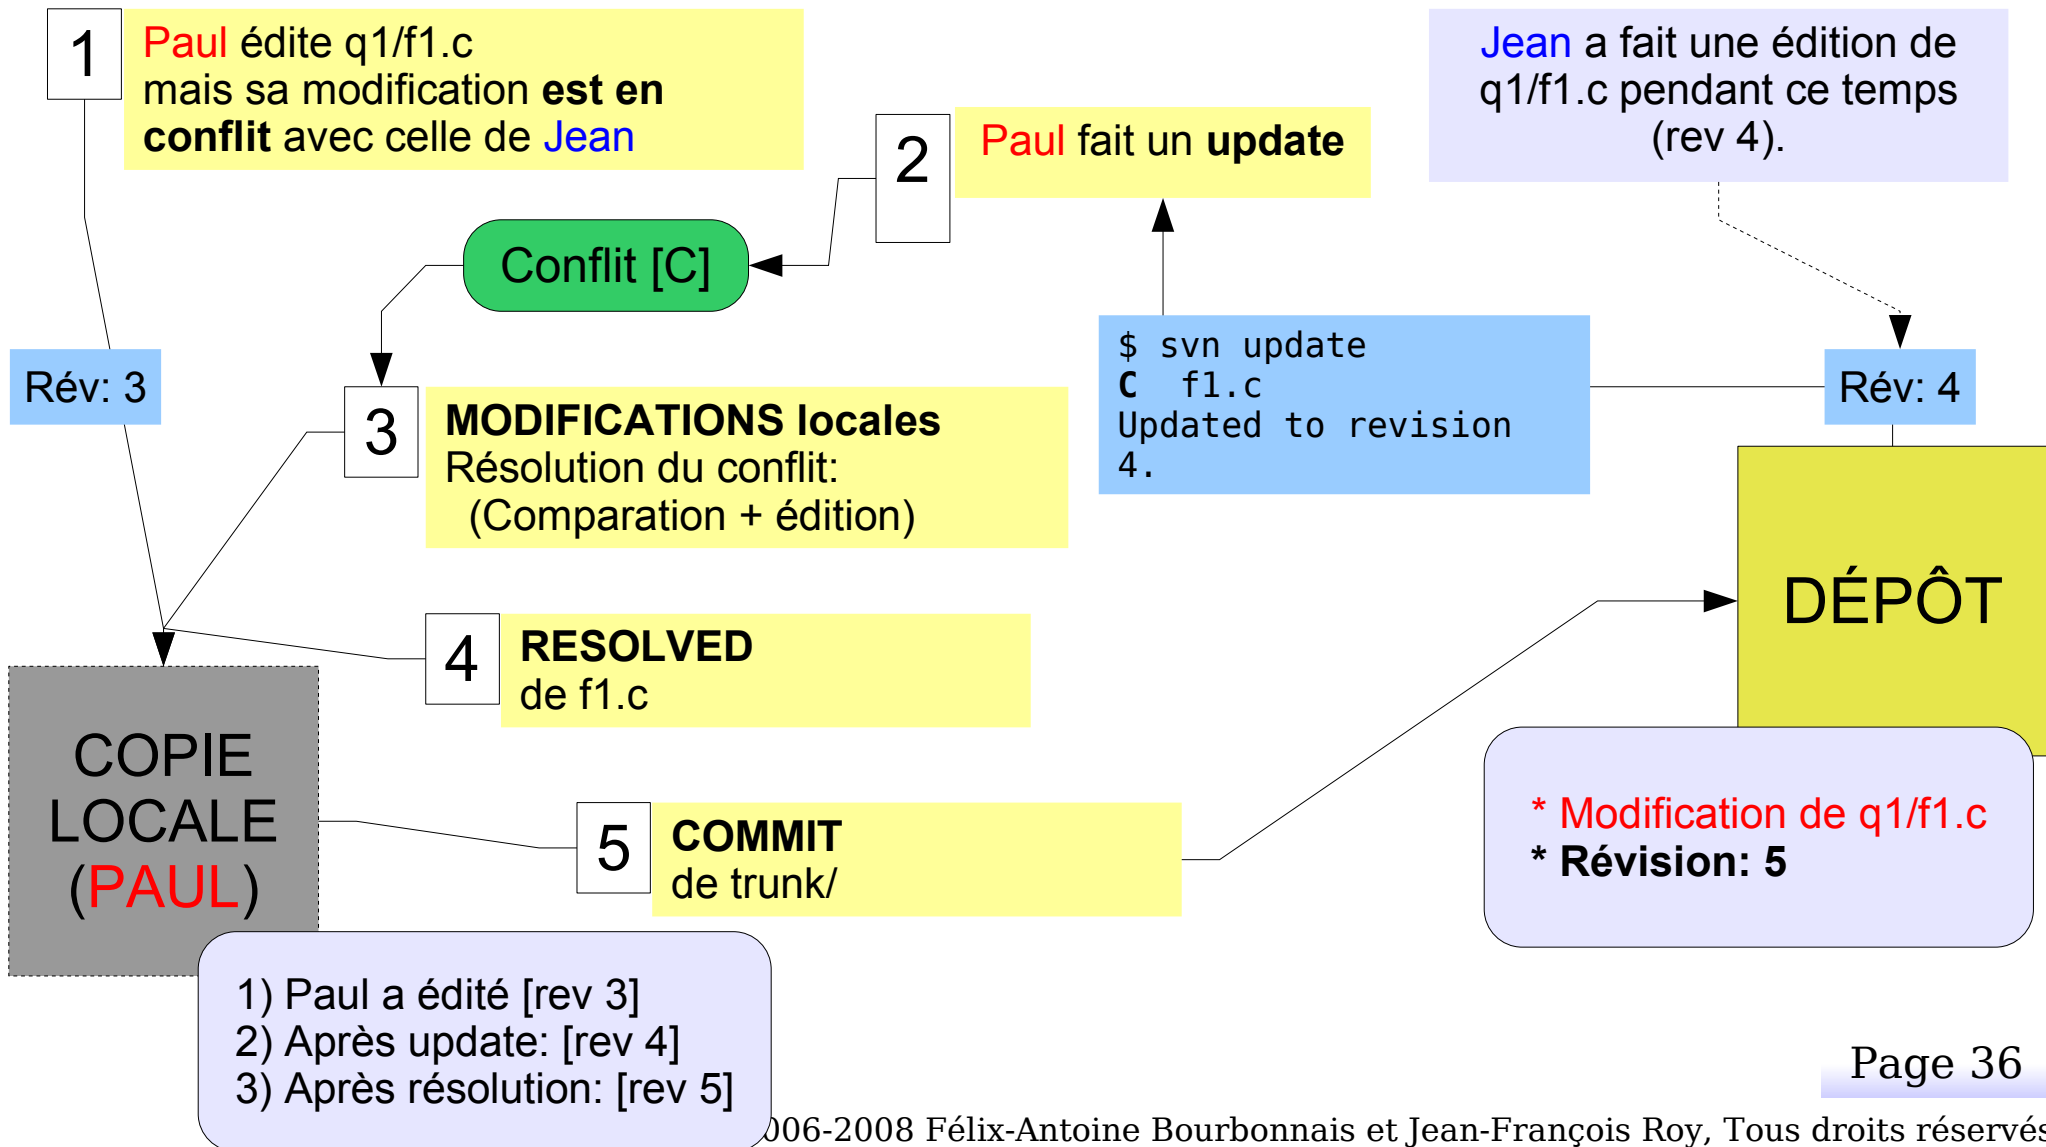 1
Paul édite q1/f1.c
mais sa modification est en
conflit avec celle de Jean
2
Paul fait un update
Jean a fait une édition de
q1/f1.c pendant ce temps
(rev 4).
Conflit [C]
$ svn update
C f1.c
Updated to revision
4.
Rév: 3
Rév: 4
3
MODIFICATIONS locales
Résolution du conflit:
(Comparation + édition)
DÉPÔT
4
RESOLVED
de f1.c
COPIE
LOCALE
(PAUL)
5
COMMIT
de trunk/
* Modification de q1/f1.c
* Révision: 5
1) Paul a édité [rev 3]
2) Après update: [rev 4]
3) Après résolution: [rev 5]
Page 36
006-2008 Félix-Antoine Bourbonnais et Jean-François Roy, Tous droits réservés